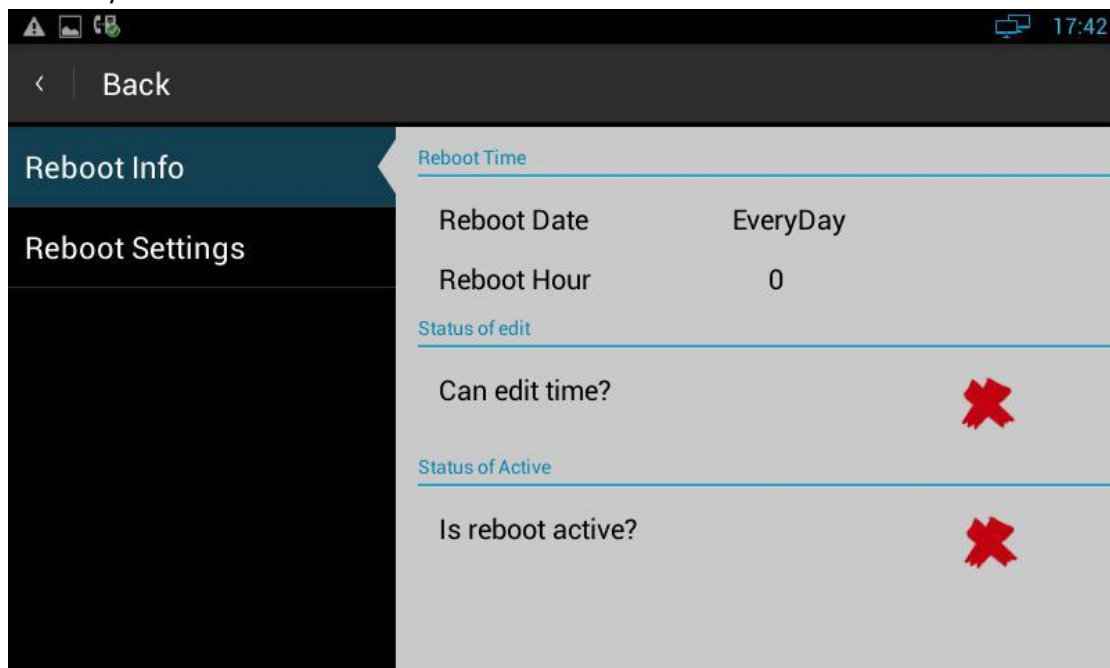 17:42
Back
Reboot Info
Reboot Settings
Reboot Time
Reboot Date EveryDay
Reboot Hour 0
Status of edit
Can edit time?
Status of Active
Is reboot active?